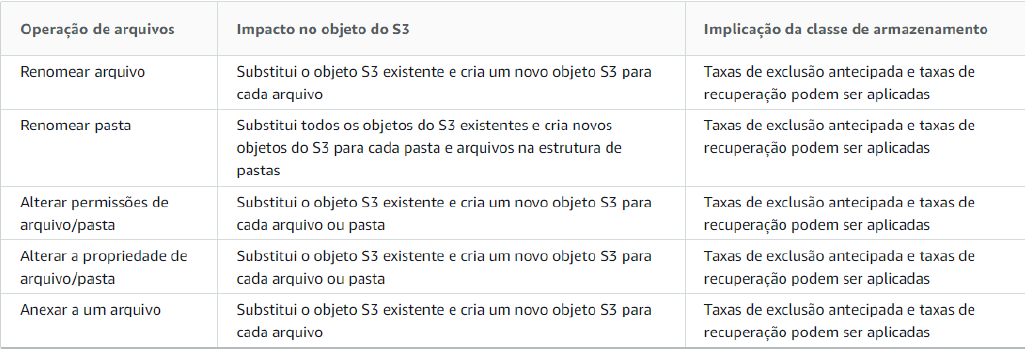 Operação de arquivos
Impacto no objeto do S3
Implicação da classe de armazenamento
Renomear arquivo
Substitui o objeto S3 existente e cria um novo objeto S3 para
cada arquivo
Taxas de exclusão antecipada e taxas de
recuperação podem ser aplicadas
Renomear pasta
Substitui todos os objetos do S3 existentes e cria novos
objetos do S3 para cada pasta e arquivos na estrutura de
pastas
Taxas de exclusão antecipada e taxas de
recuperação podem ser aplicadas
Alterar permissões de
arquivo/pasta
Substitui o objeto S3 existente e cria um novo objeto S3 para
cada arquivo ou pasta
Taxas de exclusão antecipada e taxas de
recuperação podem ser aplicadas
Alterar a propriedade de
arquivo/pasta
Substitui o objeto S3 existente e cria um novo objeto S3 para
cada arquivo ou pasta
Taxas de exclusão antecipada e taxas de
recuperação podem ser aplicadas
Anexar a um arquivo
Substitui o objeto S3 existente e cria um novo objeto S3 para
cada arquivo
Taxas de exclusão antecipada e taxas de
recuperação podem ser aplicadas